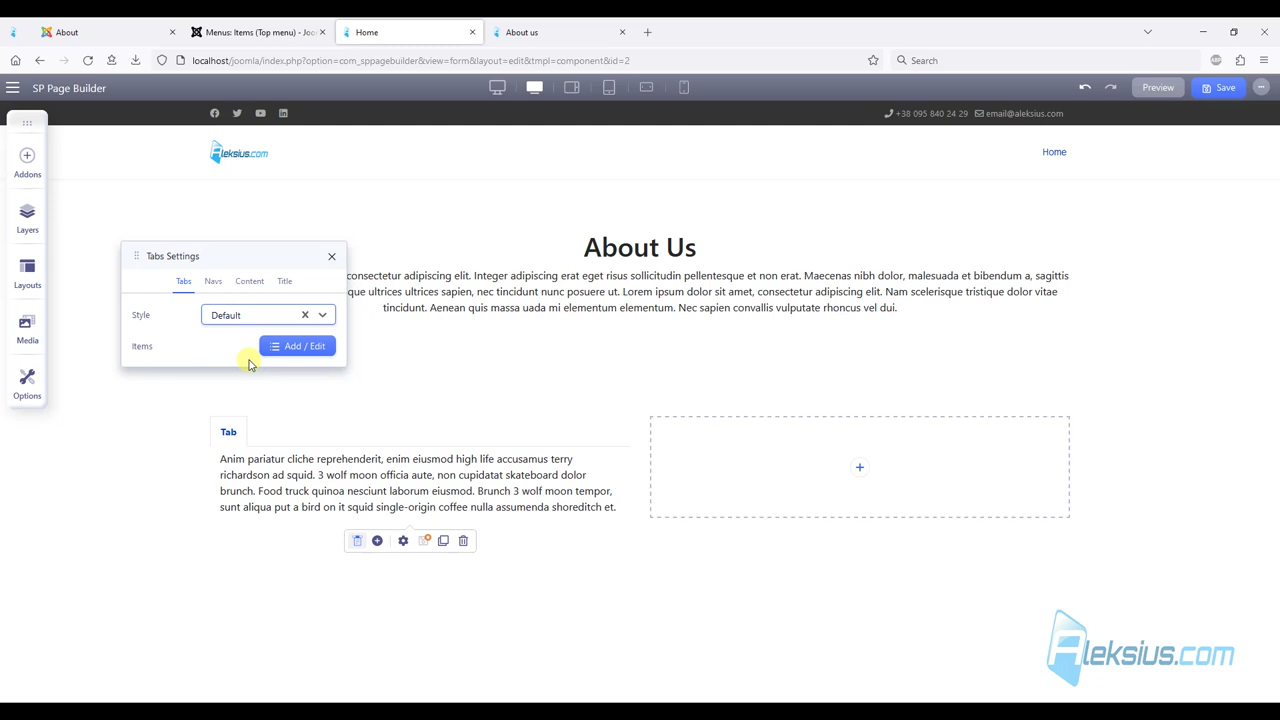 About
Menus: Items (Top menu) - Joo
Home
About us
localhost/joomla/index.php?option=com_sppagebuilder&view=form&layout=edit&tmpl=component&id=2
Search
SP Page Builder
Preview
Save
+38 095 840 24 29
email@aleksius.com
Aleksius.com
Home
Addons
Layers
Layouts
Media
Options
Tabs Settings
Tabs
Navs
Content
Title
Style
Default
Items
Add / Edit
About Us
consectetur adipiscing elit. Integer adipiscing erat eget risus sollicitudin pellentesque et non erat. Maecenas nibh dolor, malesuada et bibendum a, sagittis
que ultrices ultrices sapien, nec tincidunt nunc posuere ut. Lorem ipsum dolor sit amet, consectetur adipiscing elit. Nam scelerisque tristique dolor vitae
tincidunt. Aenean quis massa uada mi elementum elementum. Nec sapien convallis vulputate rhoncus vel dui.
Tab
Anim pariatur cliche reprehenderit, enim eiusmod high life accusamus terry
richardson ad squid. 3 wolf moon officia aute, non cupidatat skateboard dolor
brunch. Food truck quinoa nesciunt laborum eiusmod. Brunch 3 wolf moon tempor,
sunt aliqua put a bird on it squid single-origin coffee nulla assumenda shoreditch et.
Aleksius.com